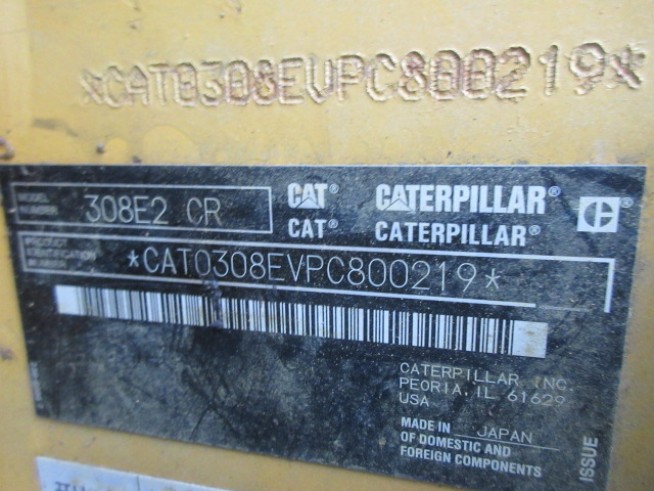 *CAT0308EVPC800219*
MODEL NUMBER 308E2 CR
CAT® CATERPILLAR®
CAT® CATERPILLAR®
PRODUCT IDENTIFICATION NUMBER *CAT0308EVPC800219*
CATERPILLAR INC.
PEORIA, IL 61629
USA
MADE IN JAPAN
OF DOMESTIC AND
FOREIGN COMPONENTS
ISSUE